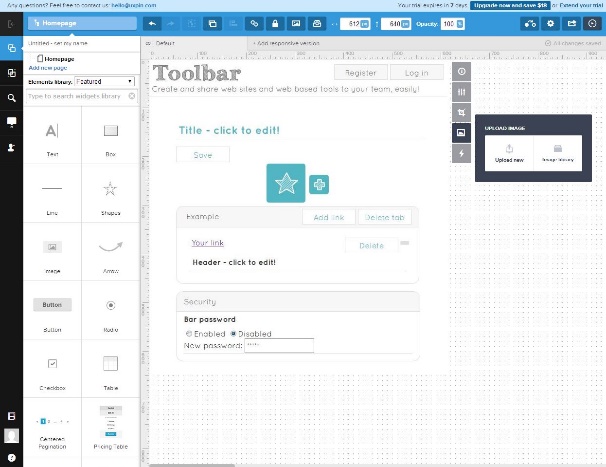 Any questions? Feel free to contact us: hello@uxpin.com
Your trial expires in 7 days Upgrade now and save $18 or Extend your trial
Homepage
512
640
Opacity: 100
Untitled - set my name
Homepage
Add new page
Elements library: Featured
Type to search widgets library
Text
Box
Line
Shapes
Image
Arrow
Button
Button
Radio
Checkbox
Table
Centered
Pagination
Pricing Table
Default
+ Add responsive version
All changes saved
Toolbar
Register
Log in
Create and share web sites and web based tools to your team, easily!
Title - click to edit!
Save
Example
Add link
Delete tab
Your link
Delete
Header - click to edit!
Security
Bar password
Enabled
Disabled
New password: *****
UPLOAD IMAGE
Upload new
Image library